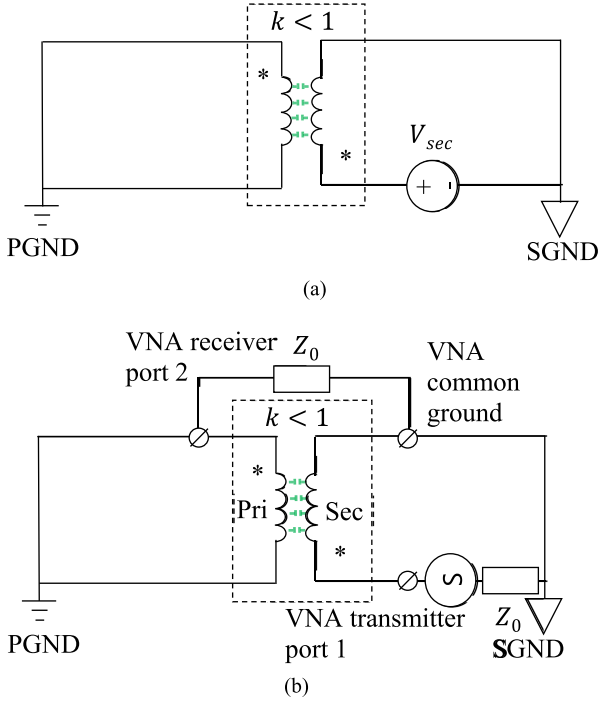 k < 1
*
*
V_sec
+ -
PGND
SGND
(a)
VNA receiver
port 2
Z_0
VNA
common
ground
k < 1
*
Pri
Sec
*
VNA transmitter
port 1
Z_0
PGND
SGND
(b)